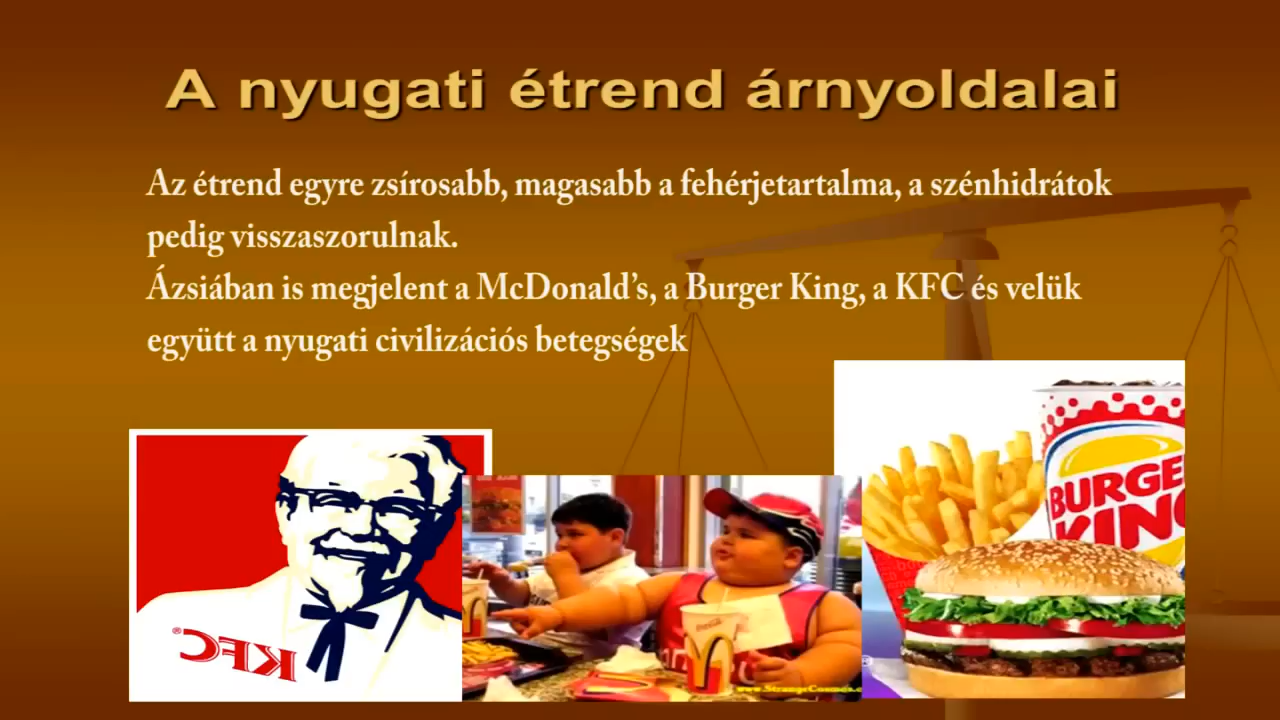 A nyugati étrend árnyoldalai
Az étrend egyre zsírosabb, magasabb a fehérjetartalma, a szénhidrátok
pedig visszaszorulnak.
Ázsiában is megjelent a McDonald's, a Burger King, a KFC és velük
együtt a nyugati civilizációs betegségek
KFC®
BURGE
KING